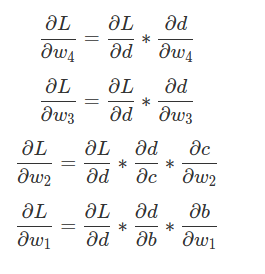 ∂L/∂w₄ = ∂L/∂d * ∂d/∂w₄
∂L/∂w₃ = ∂L/∂d * ∂d/∂w₃
∂L/∂w₂ = ∂L/∂d * ∂d/∂c * ∂c/∂w₂
∂L/∂w₁ = ∂L/∂d * ∂d/∂b * ∂b/∂w₁